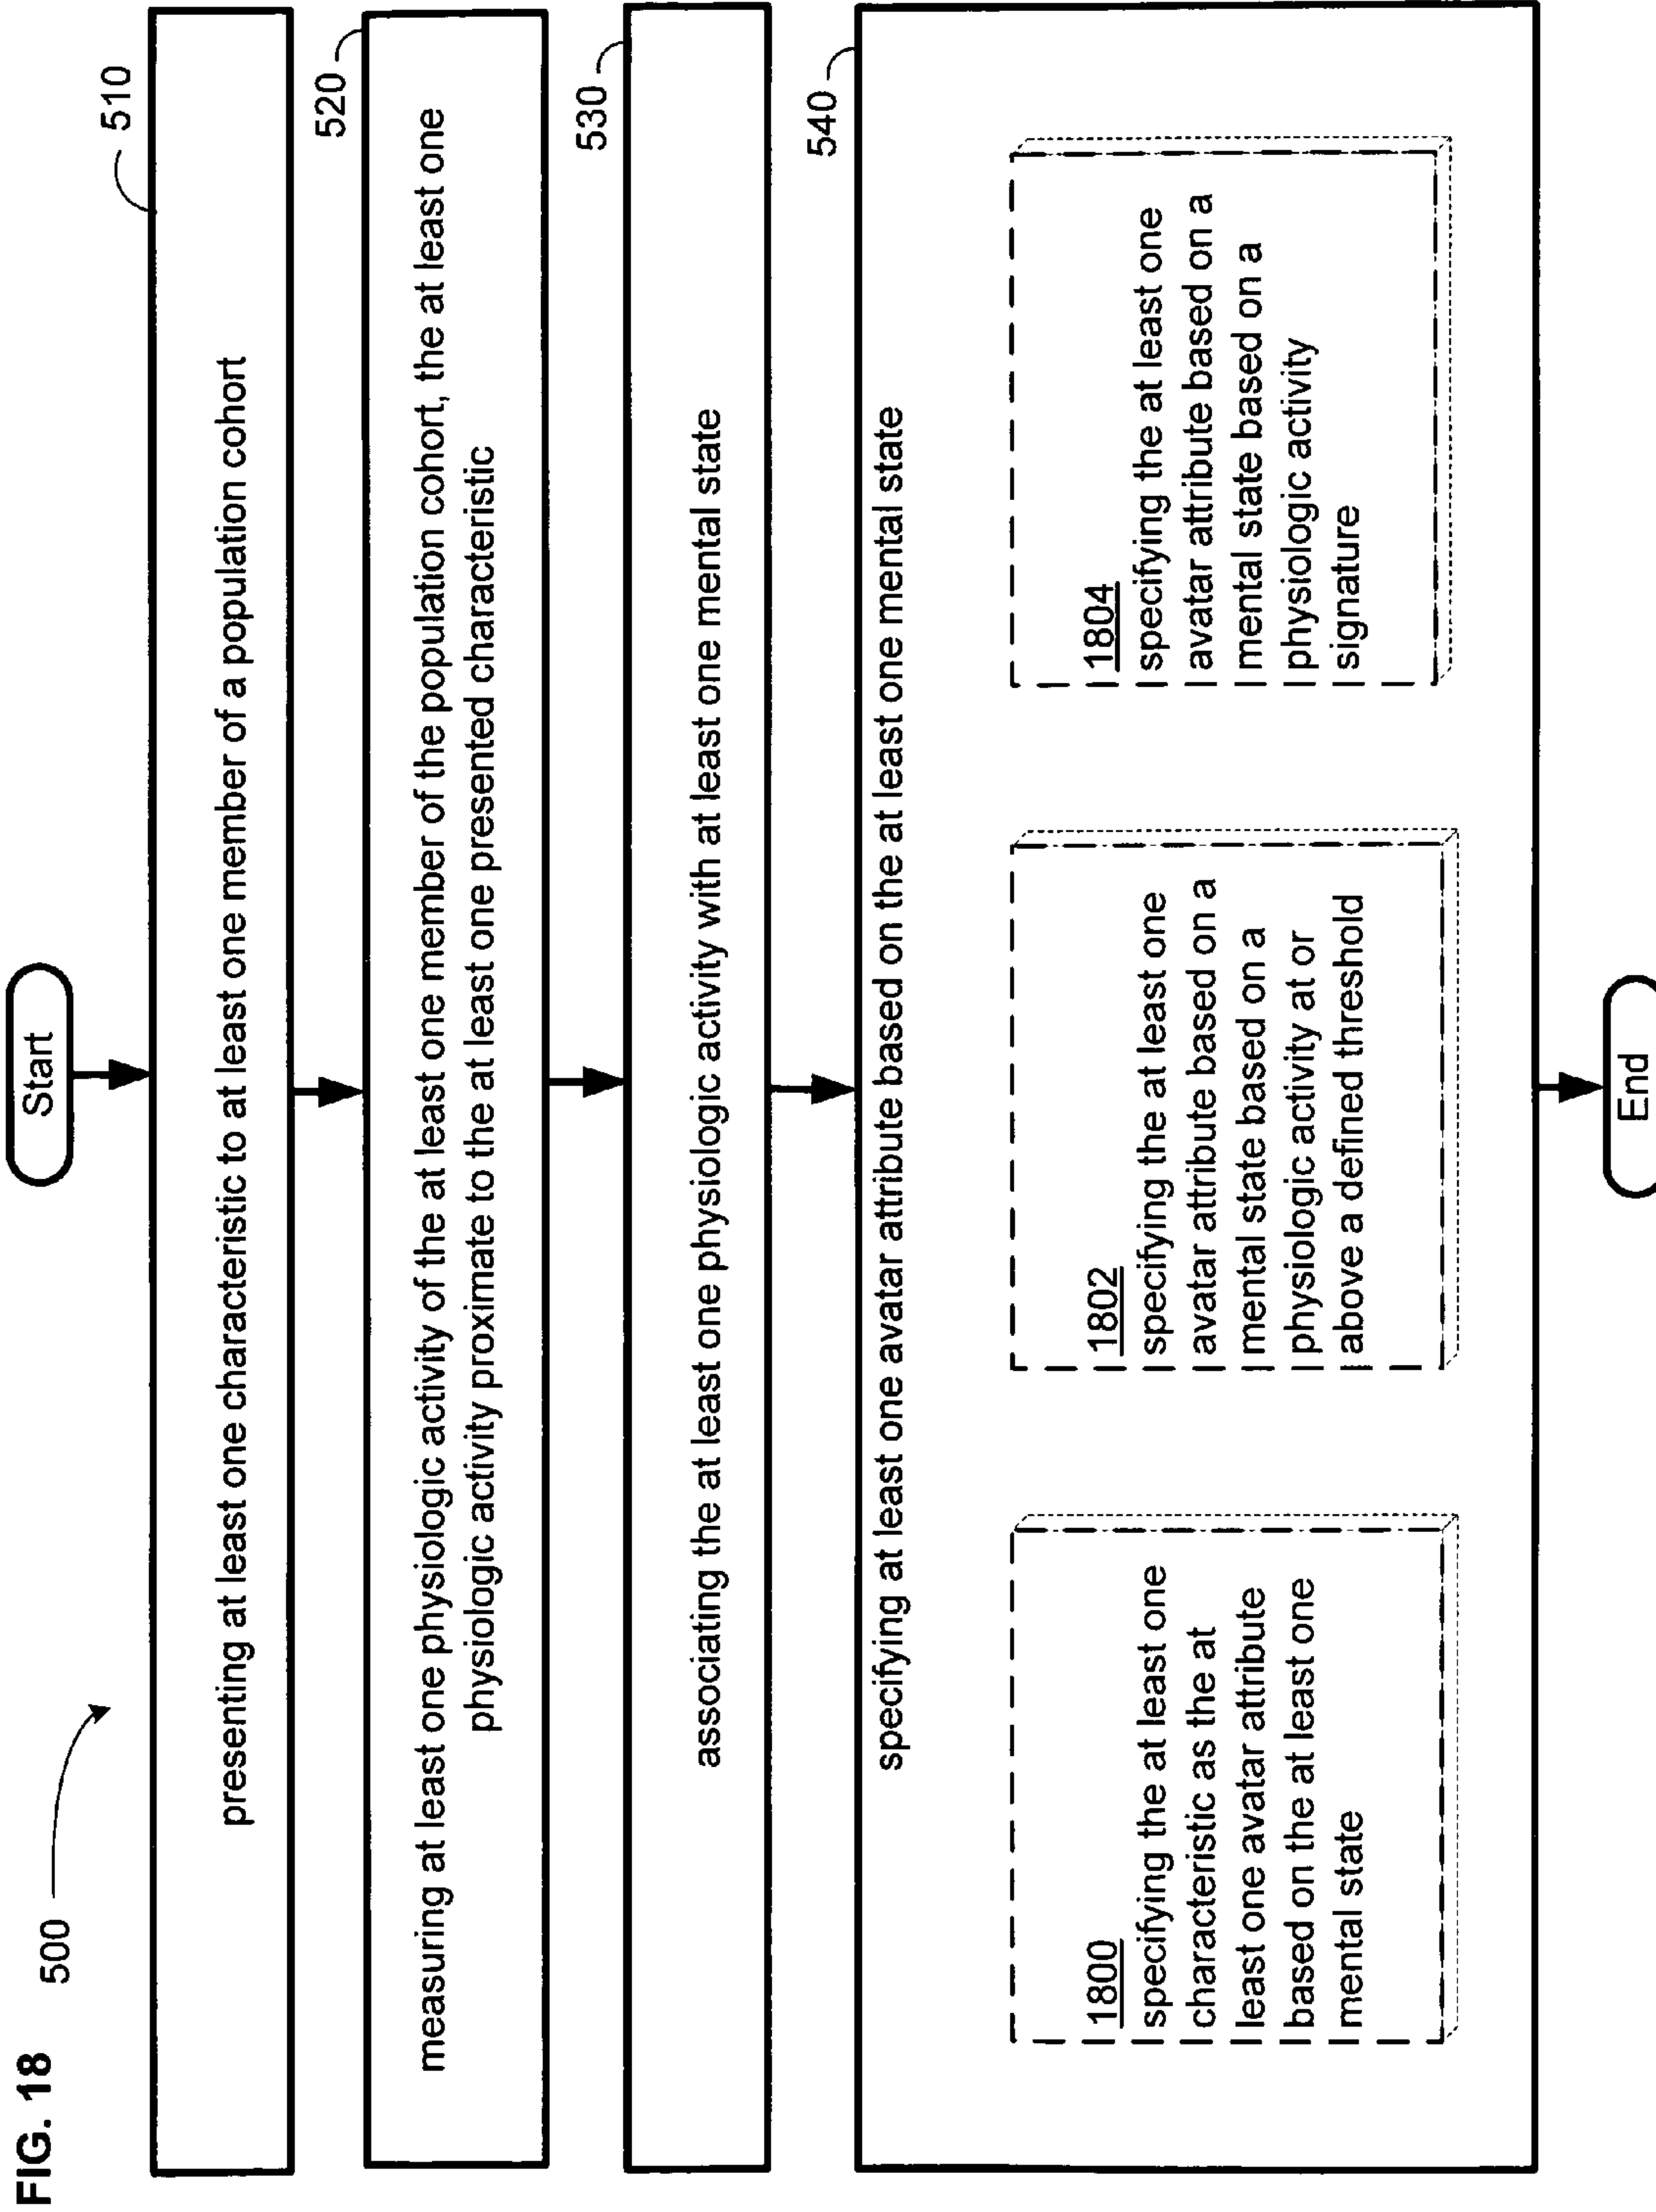 FIG. 18
500
Start
510
presenting at least one characteristic to at least one member of a population cohort
520
measuring at least one physiologic activity of the at least one member of the population cohort, the at least one
physiologic activity proximate to the at least one presented characteristic
530
associating the at least one physiologic activity with at least one mental state
540
specifying at least one avatar attribute based on the at least one mental state
1800
specifying the at least one
characteristic as the at
least one avatar attribute
based on the at least one
mental state
1802
specifying the at least one
avatar attribute based on a
mental state based on a
physiologic activity at or
above a defined threshold
1804
specifying the at least one
avatar attribute based on a
mental state based on a
physiologic activity
signature
End